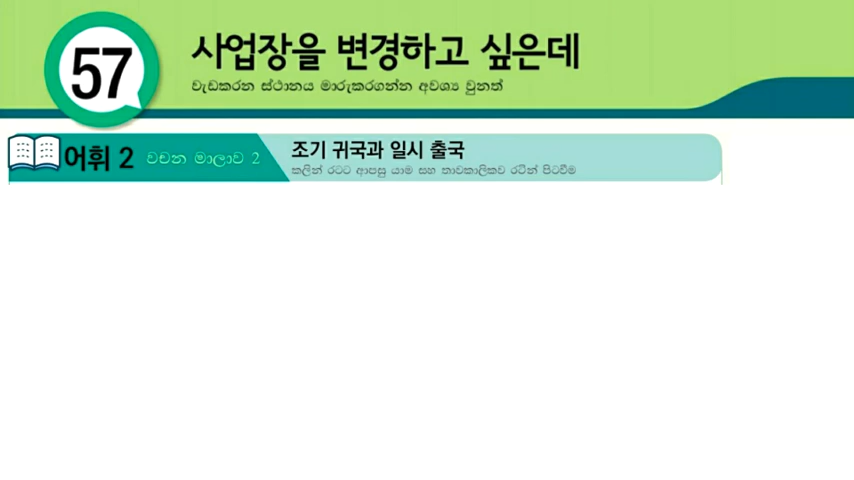 57
사업장을 변경하고 싶은데
වැඩකරන ස්ථානය මාරුකරගන්න අවශ්‍ය වුනත්
어휘 2 වචන මාලාව 2
조기 귀국과 일시 출국
කලින් රටට ආපසු යාම සහ තාවකාලිකව රටින් පිටවීම